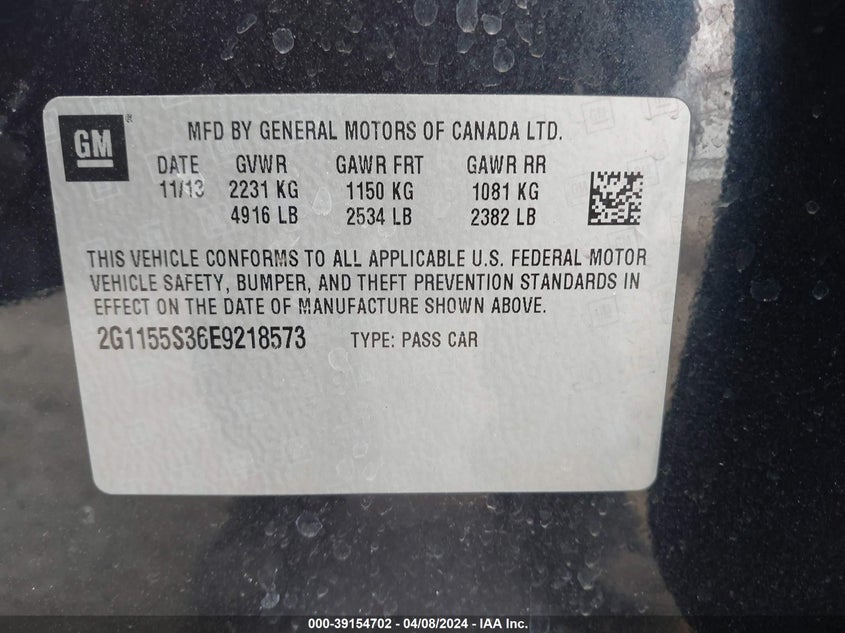 GM
MFD BY GENERAL MOTORS OF CANADA LTD.
DATE GVWR GAWR FRT GAWR RR
11/13 2231 KG 1150 KG 1081 KG
4916 LB 2534 LB 2382 LB
THIS VEHICLE CONFORMS TO ALL APPLICABLE U.S. FEDERAL MOTOR
VEHICLE SAFETY, BUMPER, AND THEFT PREVENTION STANDARDS IN
EFFECT ON THE DATE OF MANUFACTURE SHOWN ABOVE.
2G1155S36E9218573 TYPE: PASS CAR
000-39154702 - 04/08/2024 - IAA Inc.